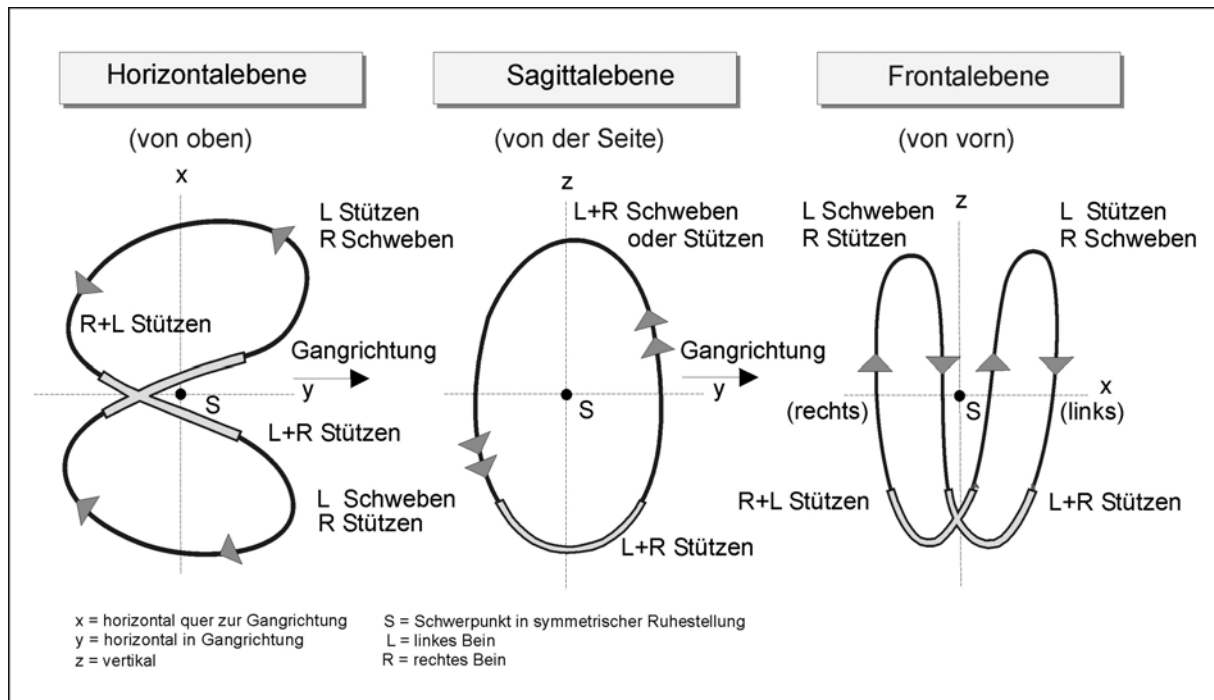 Horizontalebene
(von oben)
x
L Stützen
R Schweben
R+L Stützen
Gangrichtung
y
S
L+R Stützen
L Schweben
R Stützen
Sagittalebene
(von der Seite)
z
L+R Schweben
oder Stützen
Gangrichtung
y
S
L+R Stützen
Frontalebene
(von vorn)
z
L Schweben
R Stützen
L Stützen
R Schweben
x
(rechts)
S
(links)
R+L Stützen
L+R Stützen
x = horizontal quer zur Gangrichtung
y = horizontal in Gangrichtung
z = vertikal
S = Schwerpunkt in symmetrischer Ruhestellung
L = linkes Bein
R = rechtes Bein